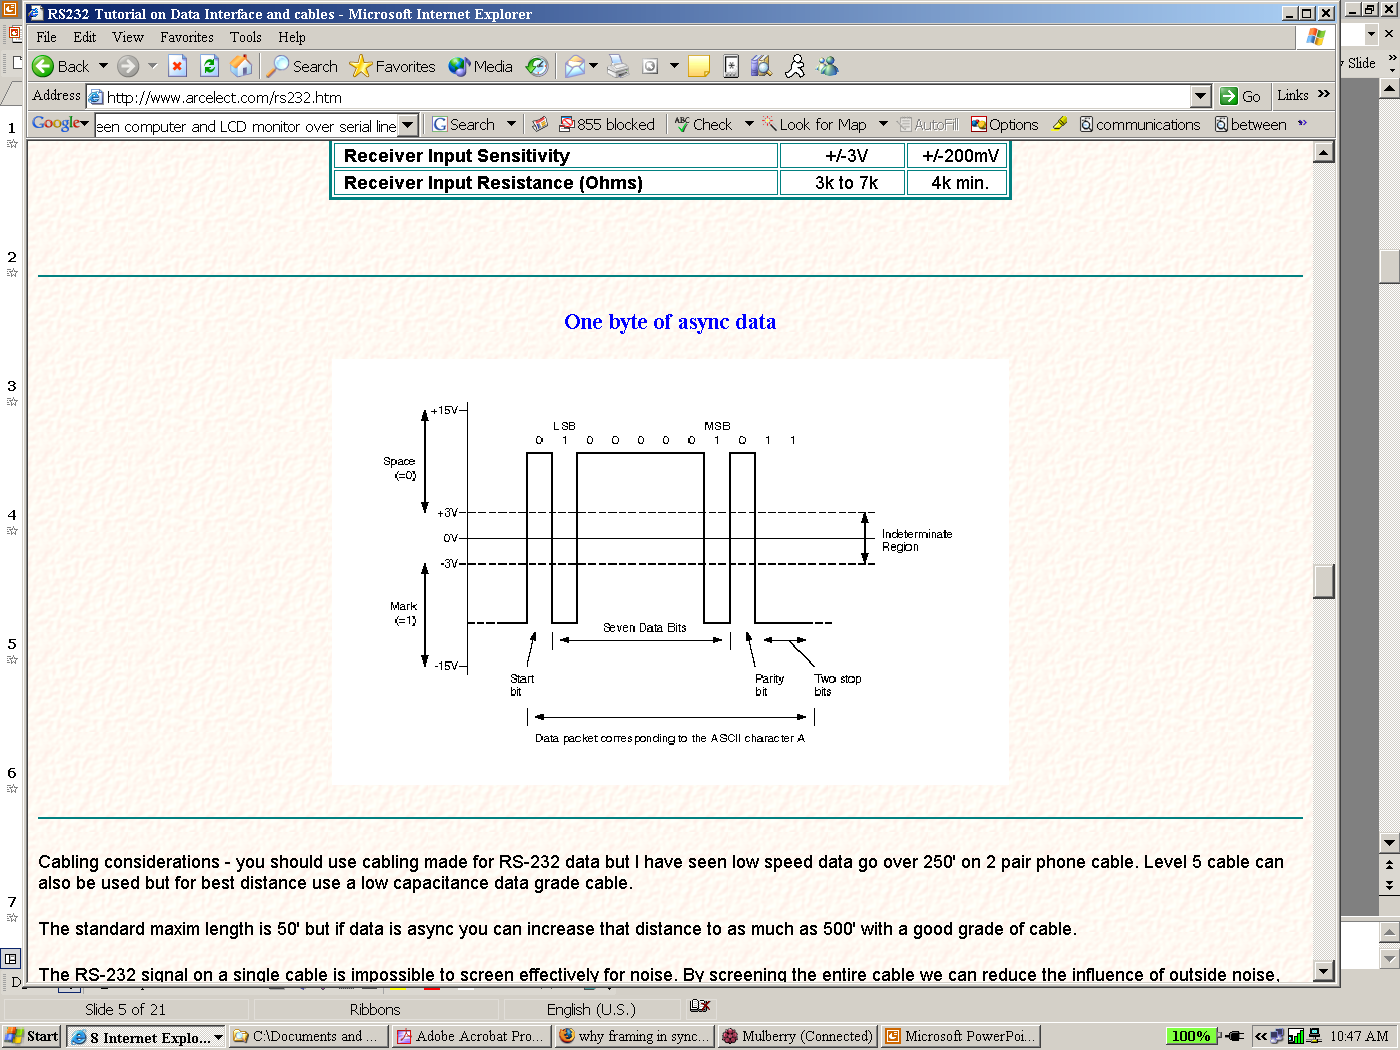 RS232 Tutorial on Data Interface and cables - Microsoft Internet Explorer
File Edit View Favorites Tools Help
Back Search Favorites Media
Slide
Address http://www.arcelect.com/rs232.htm Go Links »
Google een computer and LCD monitor over serial line G Search 855 blocked ABC Check Look for Map AutoFill Options communications between »
1
2
3
4
5
6
7
Receiver Input Sensitivity +/-3V +/-200mV
Receiver Input Resistance (Ohms) 3k to 7k 4k min.
One byte of async data
+15V
LSB MSB
0 1 0 0 0 0 0 1 0 1 1
Space
(=0)
+3V
0V
-3V
Indeterminate
Region
Mark
(=1)
Seven Data Bits
-15V
Start
bit
Parity
bit
Two stop
bits
Data packet corresponding to the ASCII character A
Cabling considerations - you should use cabling made for RS-232 data but I have seen low speed data go over 250' on 2 pair phone cable. Level 5 cable can
also be used but for best distance use a low capacitance data grade cable.
The standard maxim length is 50' but if data is async you can increase that distance to as much as 500' with a good grade of cable.
The RS-232 signal on a single cable is impossible to screen effectively for noise. By screening the entire cable we can reduce the influence of outside noise,
Slide 5 of 21 Ribbons English (U.S.)
Start 8 Internet Explo... C:\Documents and ... Adobe Acrobat Pro... why framing in sync... Mulberry (Connected) Microsoft PowerPoi... 100% « 10:47 AM